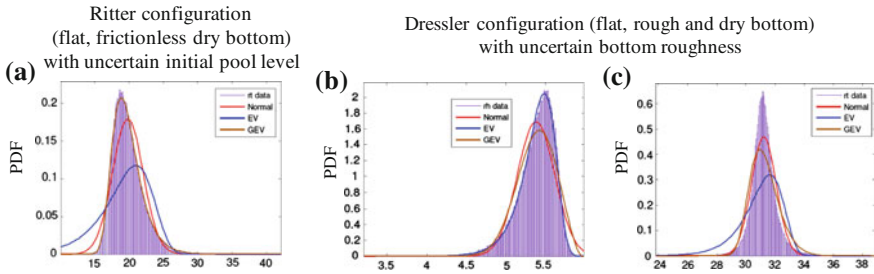 Ritter configuration
(flat, frictionless dry bottom)
with uncertain initial pool level
Dressler configuration (flat, rough and dry bottom)
with uncertain bottom roughness
(a)
PDF
0.2
0.15
0.1
0.05
0
15 20 25 30 35 40
rt data
Normal
EV
GEV
(b)
PDF
2
1.8
1.6
1.4
1.2
1
0.8
0.6
0.4
0.2
0
3.5 4 4.5 5 5.5
rh data
Normal
EV
GEV
(c)
PDF
0.6
0.5
0.4
0.3
0.2
0.1
0
24 26 28 30 32 34 36 38
rt data
Normal
EV
GEV